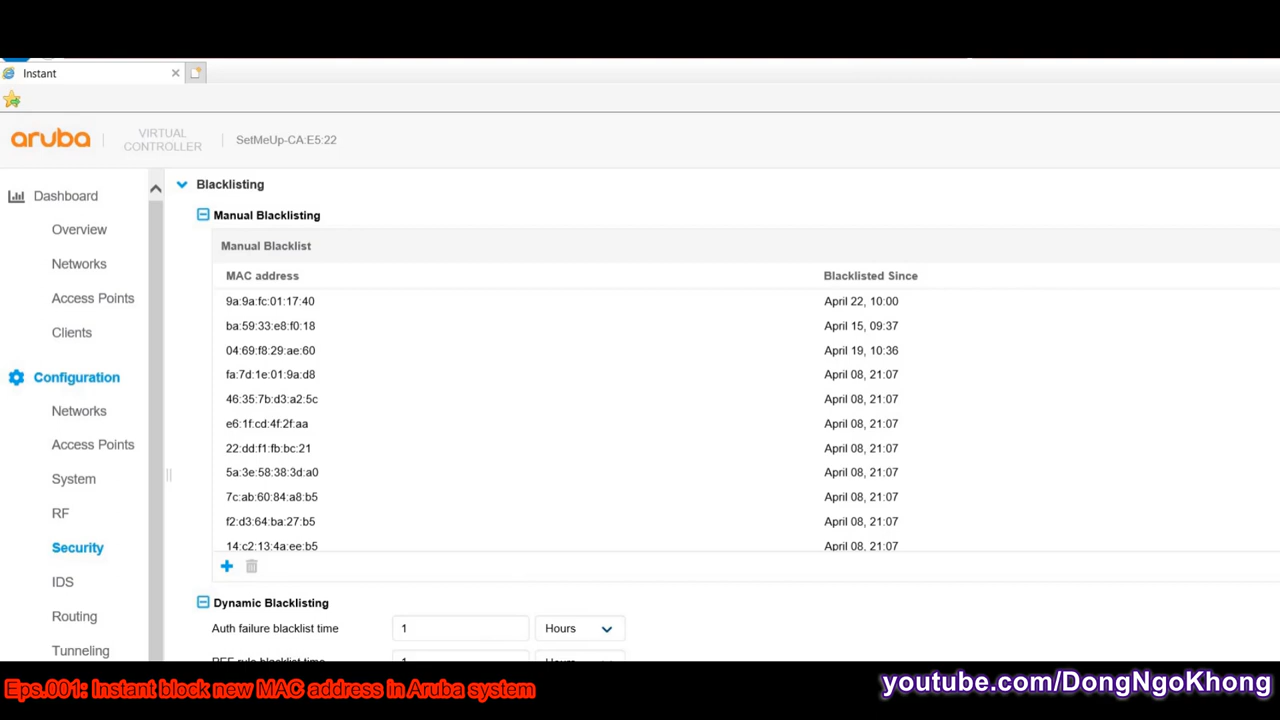 Instant
aruba
VIRTUAL
CONTROLLER
SetMeUp-CA:E5:22
Dashboard
Overview
Networks
Access Points
Clients
Configuration
Networks
Access Points
System
RF
Security
IDS
Routing
Tunneling
Blacklisting
Manual Blacklisting
Manual Blacklist
MAC address Blacklisted Since
9a:9a:fc:01:17:40 April 22, 10:00
ba:59:33:e8:f0:18 April 15, 09:37
04:69:f8:29:ae:60 April 19, 10:36
fa:7d:1e:01:9a:d8 April 08, 21:07
46:35:7b:d3:a2:5c April 08, 21:07
e6:1f:cd:4f:2f:aa April 08, 21:07
22:dd:f1:fb:bc:21 April 08, 21:07
5a:3e:58:38:3d:a0 April 08, 21:07
7c:ab:60:84:a8:b5 April 08, 21:07
f2:d3:64:ba:27:b5 April 08, 21:07
14:c2:13:4a:ee:b5 April 08, 21:07
Dynamic Blacklisting
Auth failure blacklist time 1 Hours
rule blacklist time 1 Hours
Eps.001: Instant block new MAC address in Aruba system
youtube.com/DongNgoKhong